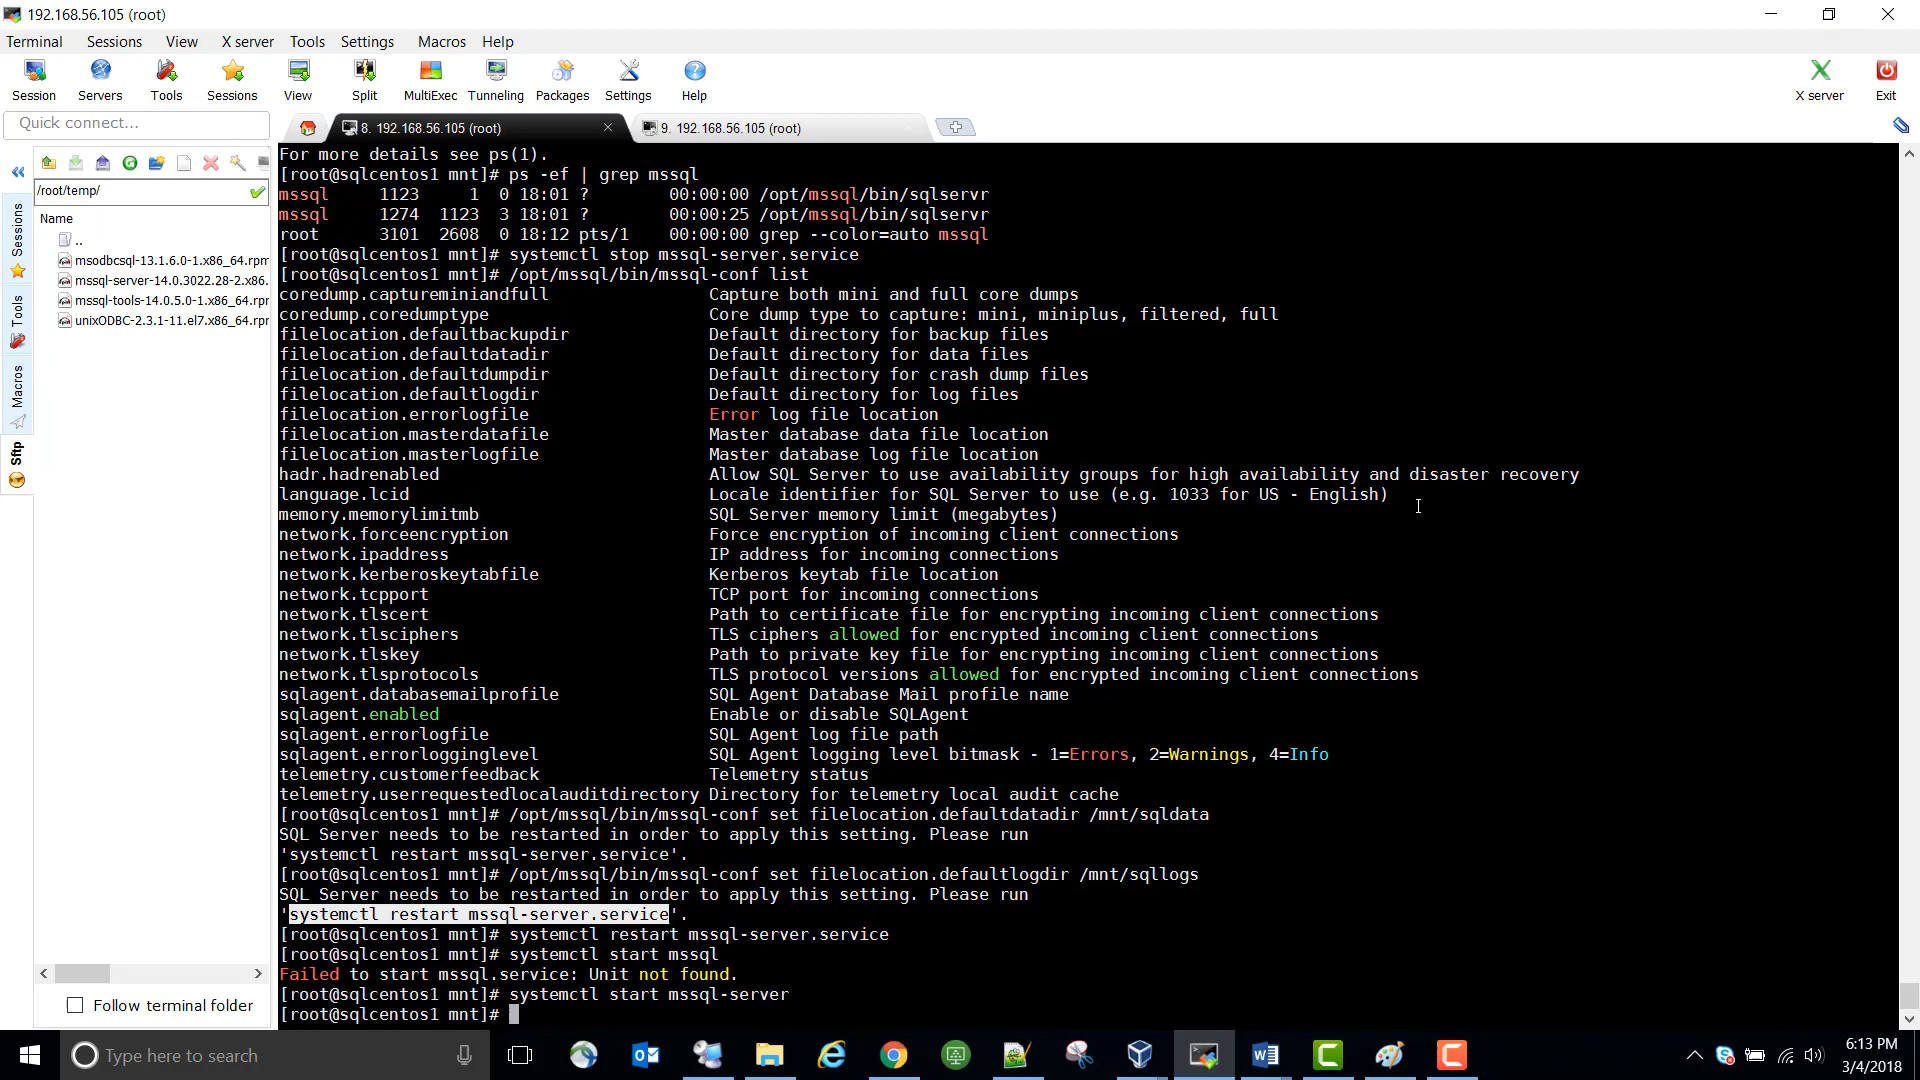 192.168.56.105 (root)
Terminal Sessions View X server Tools Settings Macros Help
Session Servers Tools Sessions View Split MultiExec Tunneling Packages Settings Help X server Exit
Quick connect...
8. 192.168.56.105 (root)
9. 192.168.56.105 (root)
/root/temp/
Name
..
msodbcsql-13.1.6.0-1.x86_64.rpm
mssql-server-14.0.3022.28-2.x86.
mssql-tools-14.0.5.0-1.x86_64.rpr
unixODBC-2.3.1-11.el7.x86_64.rpr
Sessions
Tools
Macros
Sftp
Follow terminal folder
For more details see ps(1).
[root@sqlcentos1 mnt]# ps -ef | grep mssql
mssql 1123 1 0 18:01 ? 00:00:00 /opt/mssql/bin/sqlservr
mssql 1274 1123 3 18:01 ? 00:00:25 /opt/mssql/bin/sqlservr
root 3101 2608 0 18:12 pts/1 00:00:00 grep --color=auto mssql
[root@sqlcentos1 mnt]# systemctl stop mssql-server.service
[root@sqlcentos1 mnt]# /opt/mssql/bin/mssql-conf list
coredump.captureminiandfull Capture both mini and full core dumps
coredump.coredumptype Core dump type to capture: mini, miniplus, filtered, full
filelocation.defaultbackupdir Default directory for backup files
filelocation.defaultdatadir Default directory for data files
filelocation.defaultdumpdir Default directory for crash dump files
filelocation.defaultlogdir Default directory for log files
filelocation.errorlogfile Error log file location
filelocation.masterdatafile Master database data file location
filelocation.masterlogfile Master database log file location
hadr.hadrenabled Allow SQL Server to use availability groups for high availability and disaster recovery
language.lcid Locale identifier for SQL Server to use (e.g. 1033 for US - English)
memory.memorylimitmb SQL Server memory limit (megabytes)
network.forceencryption Force encryption of incoming client connections
network.ipaddress IP address for incoming connections
network.kerberoskeytabfile Kerberos keytab file location
network.tcpport TCP port for incoming connections
network.tlscert Path to certificate file for encrypting incoming client connections
network.tlsciphers TLS ciphers allowed for encrypted incoming client connections
network.tlskey Path to private key file for encrypting incoming client connections
network.tlsprotocols TLS protocol versions allowed for encrypted incoming client connections
sqlagent.databasemailprofile SQL Agent Database Mail profile name
sqlagent.enabled Enable or disable SQLAgent
sqlagent.errorlogfile SQL Agent log file path
sqlagent.errorlogginglevel SQL Agent logging level bitmask - 1=Errors, 2=Warnings, 4=Info
telemetry.customerfeedback Telemetry status
telemetry.userrequestedlocalauditdirectory Directory for telemetry local audit cache
[root@sqlcentos1 mnt]# /opt/mssql/bin/mssql-conf set filelocation.defaultdatadir /mnt/sqldata
SQL Server needs to be restarted in order to apply this setting. Please run
'systemctl restart mssql-server.service'.
[root@sqlcentos1 mnt]# /opt/mssql/bin/mssql-conf set filelocation.defaultlogdir /mnt/sqllogs
SQL Server needs to be restarted in order to apply this setting. Please run
'systemctl restart mssql-server.service'.
[root@sqlcentos1 mnt]# systemctl restart mssql-server.service
[root@sqlcentos1 mnt]# systemctl start mssql
Failed to start mssql.service: Unit not found.
[root@sqlcentos1 mnt]# systemctl start mssql-server
[root@sqlcentos1 mnt]#
Type here to search
6:13 PM
3/4/2018